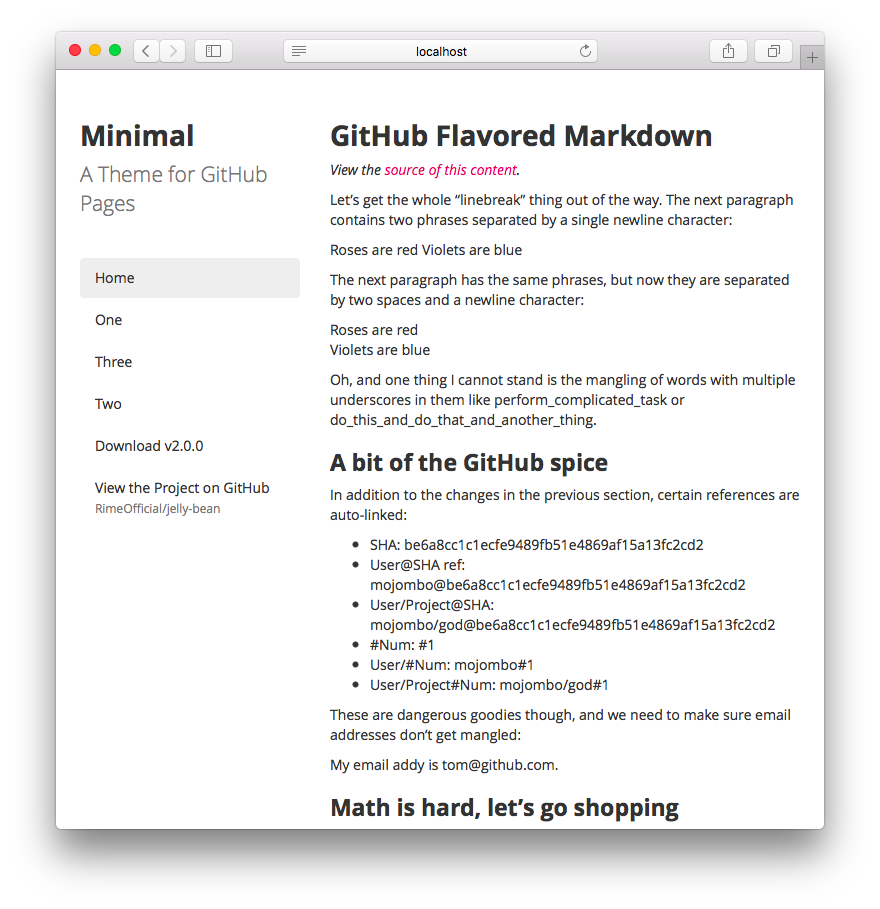 localhost
Minimal
A Theme for GitHub
Pages
Home
One
Three
Two
Download v2.0.0
View the Project on GitHub
RimeOfficial/jelly-bean
GitHub Flavored Markdown
View the source of this content.
Let’s get the whole “linebreak” thing out of the way. The next paragraph
contains two phrases separated by a single newline character:
Roses are red Violets are blue
The next paragraph has the same phrases, but now they are separated
by two spaces and a newline character:
Roses are red
Violets are blue
Oh, and one thing I cannot stand is the mangling of words with multiple
underscores in them like perform_complicated_task or
do_this_and_do_that_and_another_thing.
A bit of the GitHub spice
In addition to the changes in the previous section, certain references are
auto-linked:
• SHA: be6a8cc1c1ecfe9489fb51e4869af15a13fc2cd2
• User@SHA ref:
mojombo@be6a8cc1c1ecfe9489fb51e4869af15a13fc2cd2
• User/Project@SHA:
mojombo/god@be6a8cc1c1ecfe9489fb51e4869af15a13fc2cd2
• #Num: #1
• User/#Num: mojombo#1
• User/Project#Num: mojombo/god#1
These are dangerous goodies though, and we need to make sure email
addresses don’t get mangled:
My email addy is tom@github.com.
Math is hard, let’s go shopping